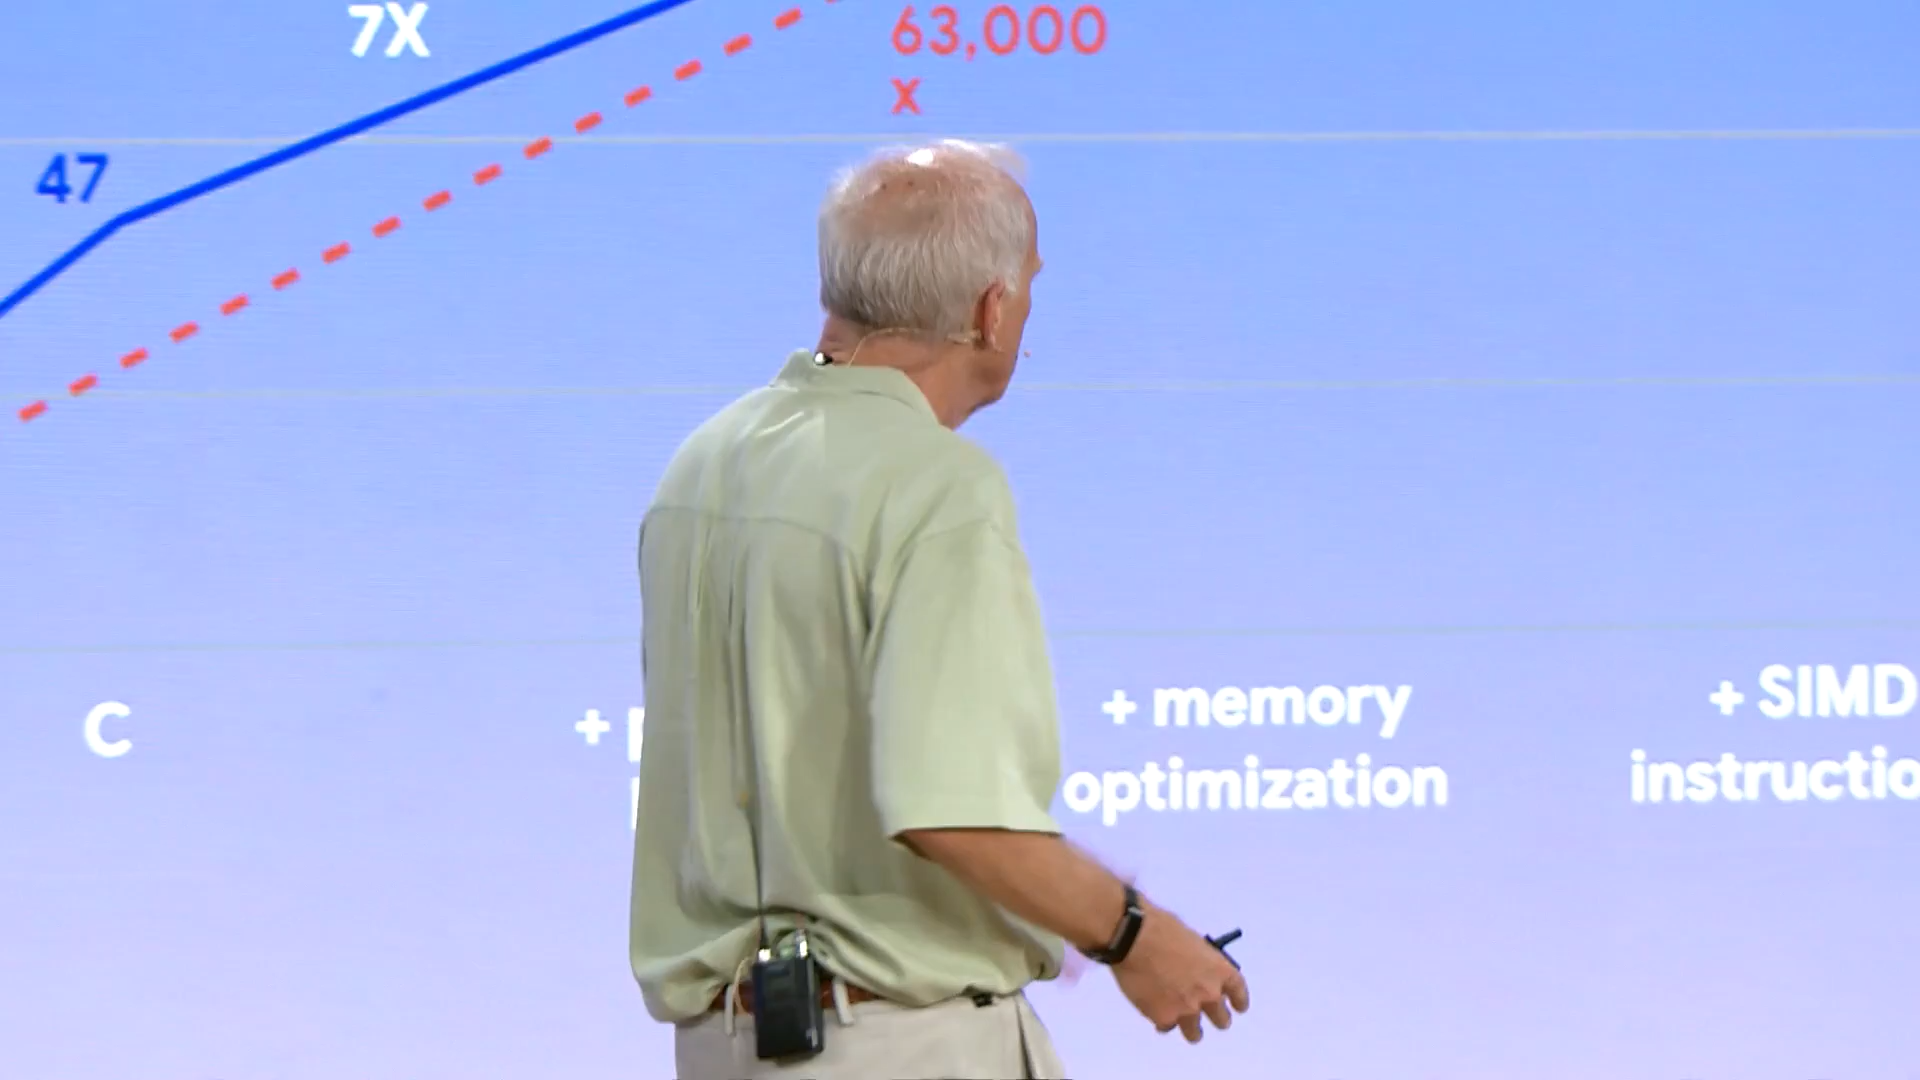 7X
63,000
X
47
C
+ memory
optimization
+ SIMD
instructio